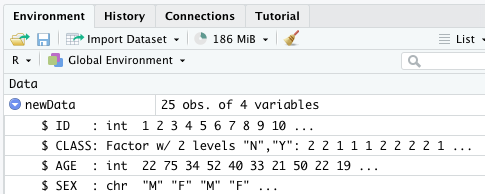 Environment History Connections Tutorial
Import Dataset 186 MiB List
R Global Environment
Data
newData 25 obs. of 4 variables
$ ID : int 1 2 3 4 5 6 7 8 9 10 ...
$ CLASS: Factor w/ 2 levels "N","Y": 2 2 1 1 1 2 2 2 2 1 ...
$ AGE : int 22 75 34 52 40 33 21 50 22 19 ...
$ SEX : chr "M" "F" "M" "F" ...